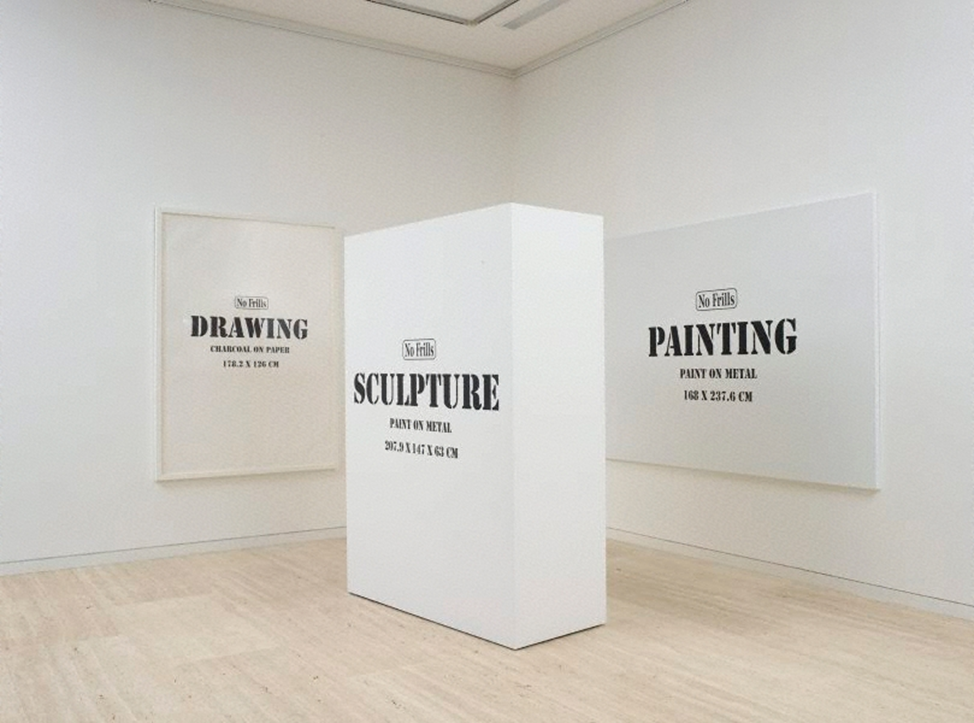 No Frills
DRAWING
CHARCOAL ON PAPER
178.2 X 126 CM
No Frills
SCULPTURE
PAINT ON METAL
207.9 X 147 X 63 CM
No Frills
PAINTING
PAINT ON METAL
168 X 237.6 CM